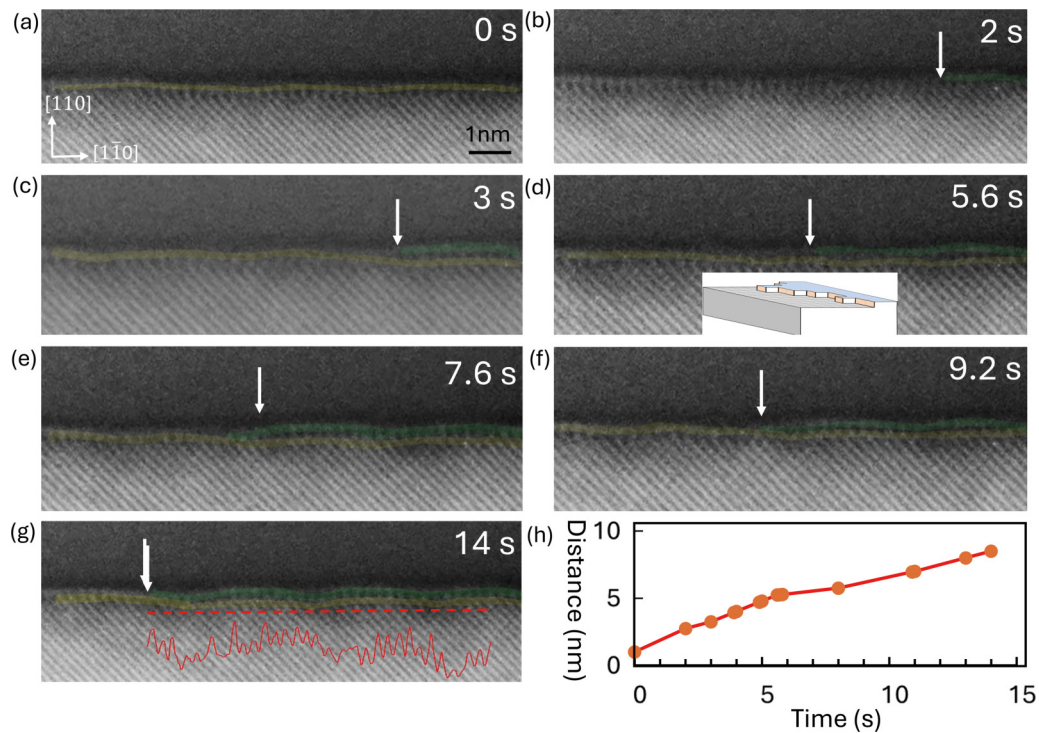 (a)
0 s
[110]
[11̅0]
1nm
(b)
2 s
(c)
3 s
(d)
5.6 s
(e)
7.6 s
(f)
9.2 s
(g)
14 s
(h)
Distance (nm)
10
5
0
0
5
10
15
Time (s)